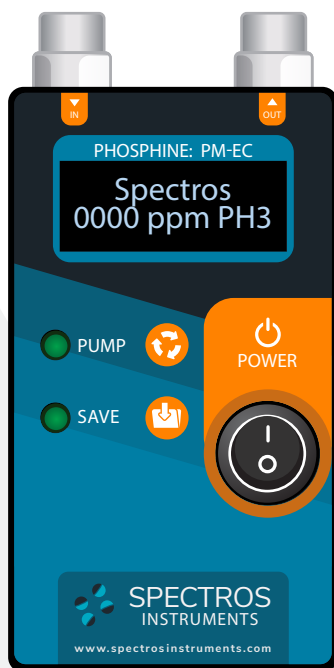 IN
OUT
PHOSPHINE: PM-EC
Spectros
0000 ppm PH3
POWER
PUMP
SAVE
SPECTROS
INSTRUMENTS
www.spectrosinstruments.com